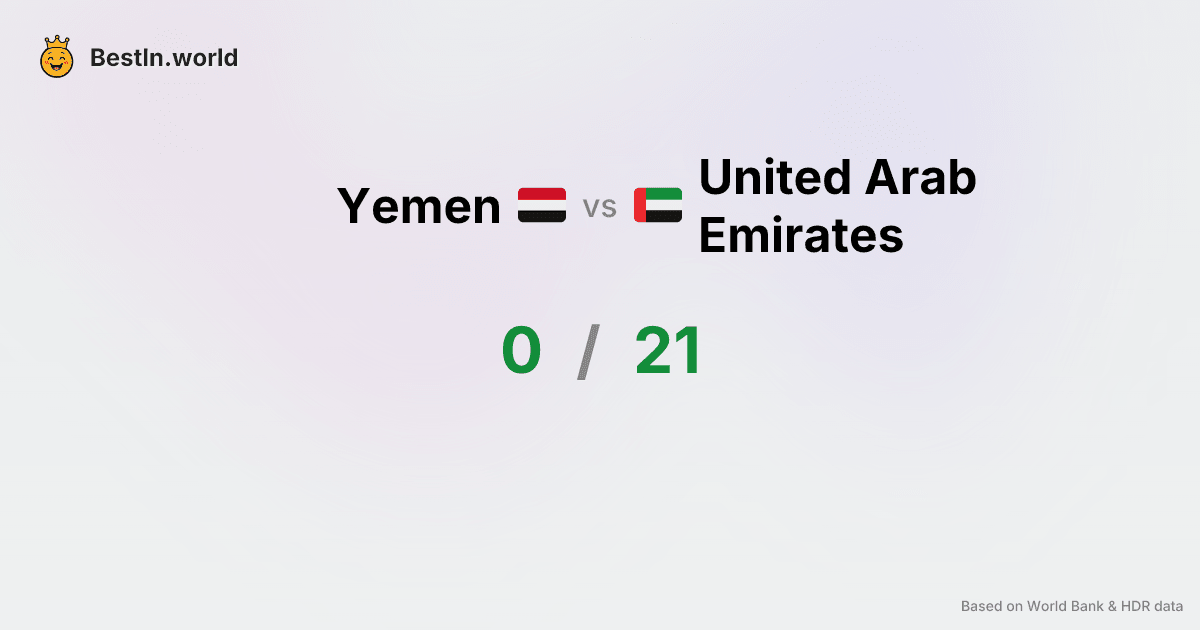 BestIn.world
Yemen vs United Arab
Emirates
0 / 21
Based on World Bank & HDR data